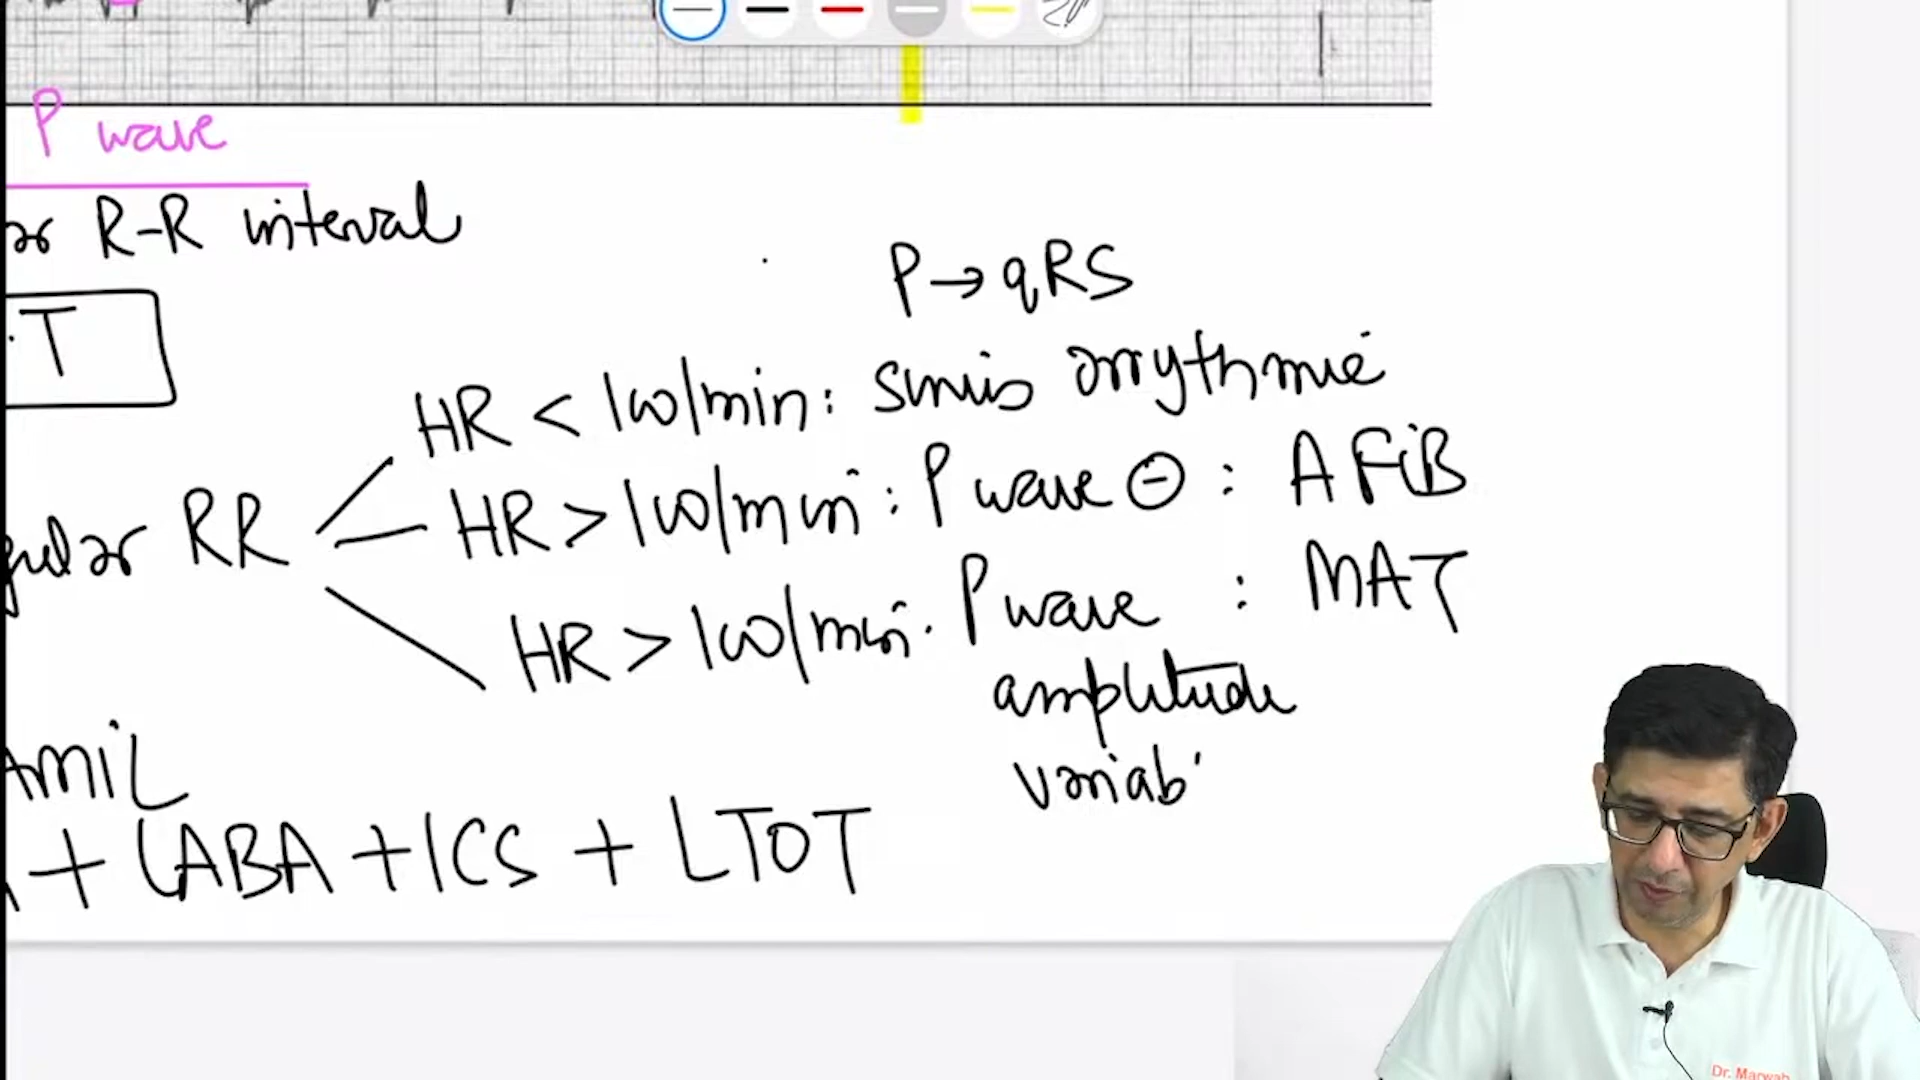 P wave
R-R interval
.T
P → qRS
HR < 100/min : sinus arrythmia
RR
HR > 100/min : P wave ⊖ : AFiB
HR > 100/min . P wave : MAT
amplitude
variab
AMiL
+ LABA + ICS + LTOT
Dr. Marwah